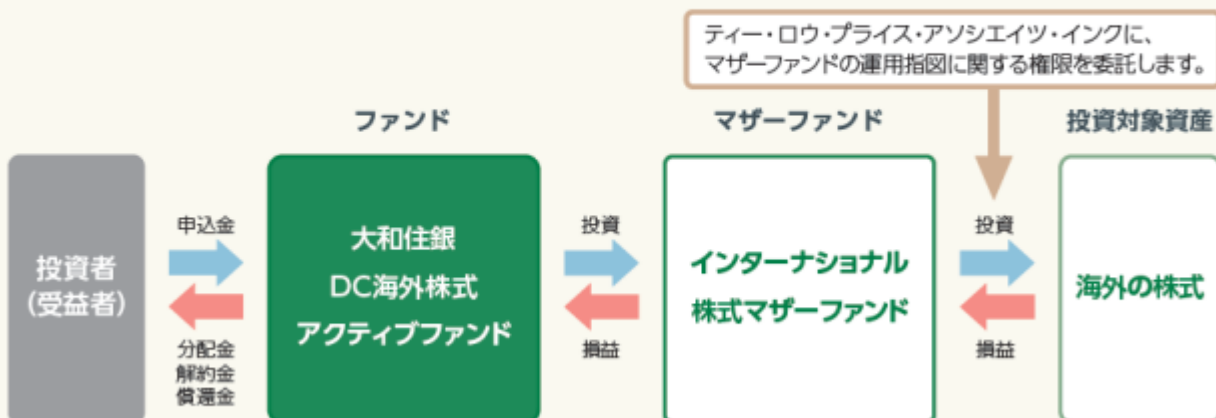 ティー・ロウ・プライス・アソシエイツ・インクに、
マザーファンドの運用指図に関する権限を委託します。
ファンド
マザーファンド
投資対象資産
投資者
(受益者)
申込金
分配金
解約金
償還金
大和住銀
DC海外株式
アクティブファンド
投資
損益
インターナショナル
株式マザーファンド
投資
損益
海外の株式